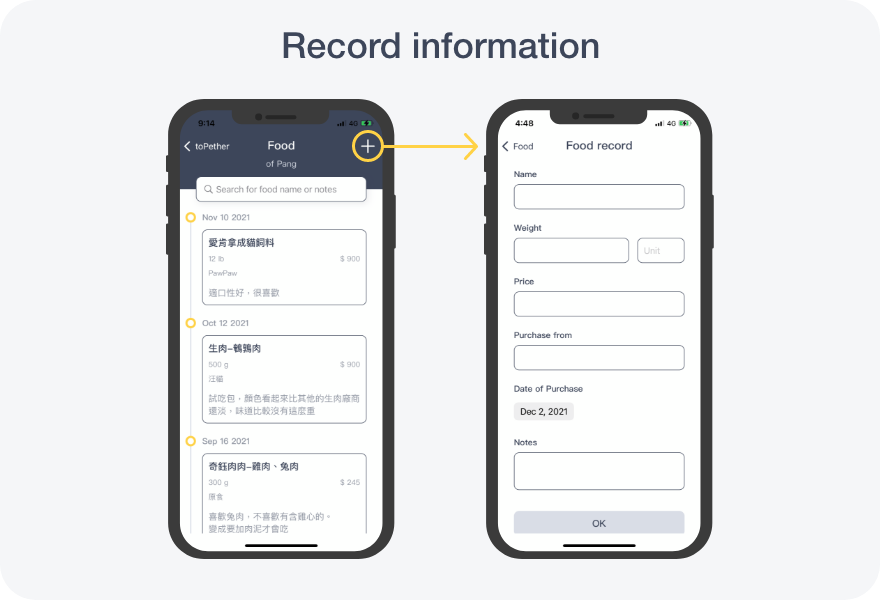 Record information
9:14
4G
toPether
Food
of Pang
Search for food name or notes
Nov 10 2021
愛肯拿成貓飼料
12 lb
$ 900
PawPaw
適口性好，很喜歡
Oct 12 2021
生肉–鵪鶉肉
500 g
$ 900
汪喵
試吃包，顏色看起來比其他的生肉廠商
還淡，味道比較沒有這麼重
Sep 16 2021
奇鈺肉肉–雞肉、兔肉
300 g
$ 245
原食
喜歡兔肉，不喜歡有含雞心的。
變成要加肉泥才會吃
4:48
4G
Food
Food record
Name
Weight
Unit
Price
Purchase from
Date of Purchase
Dec 2, 2021
Notes
OK